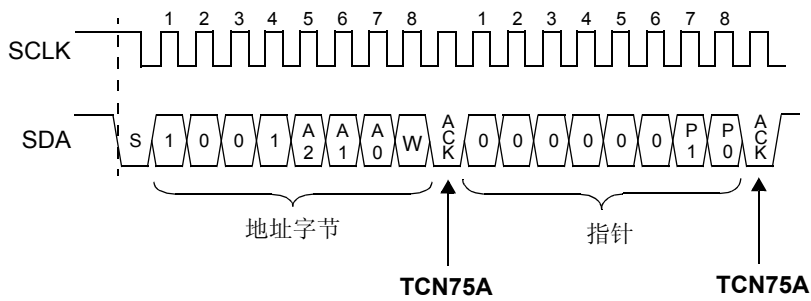 1 2 3 4 5 6 7 8 1 2 3 4 5 6 7 8
SCLK
SDA S 1 0 0 1 A2 A1 A0 W ACK 0 0 0 0 0 0 P1 P0 ACK
地址字节 指针
TCN75A TCN75A